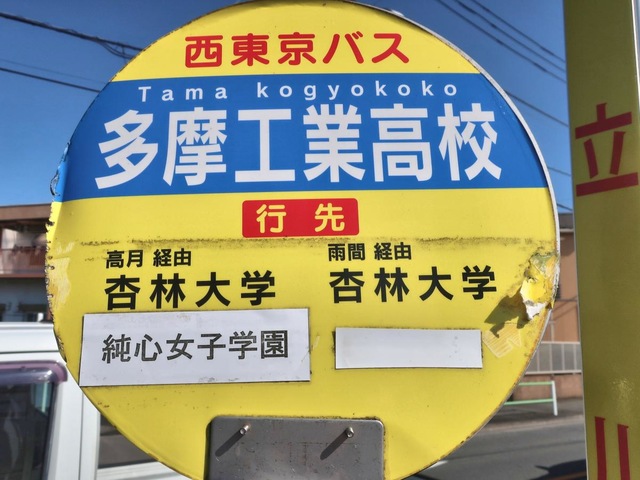 西東京バス
Tama kogyokoko
多摩工業高校
行先
高月 経由
杏林大学
雨間 経由
杏林大学
純心女子学園
立
川